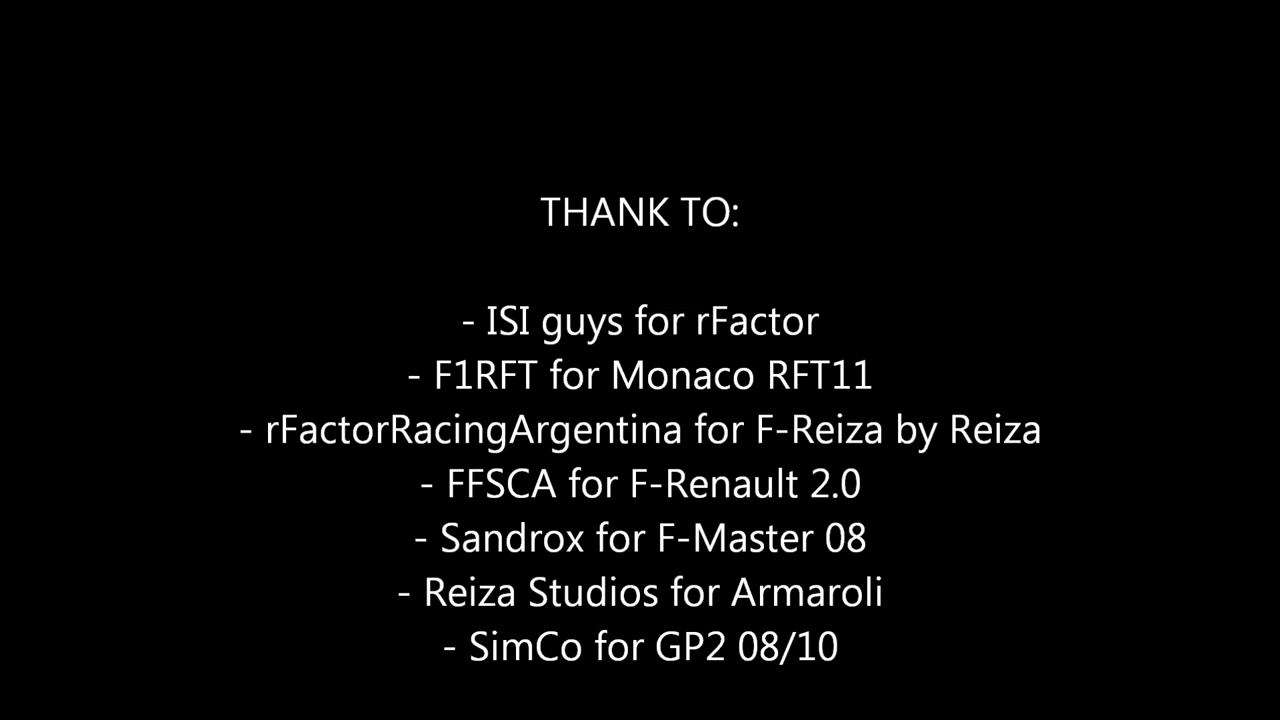 THANK TO:
- ISI guys for rFactor
- F1RFT for Monaco RFT11
- rFactorRacingArgentina for F-Reiza by Reiza
- FFSCA for F-Renault 2.0
- Sandrox for F-Master 08
- Reiza Studios for Armaroli
- SimCo for GP2 08/10